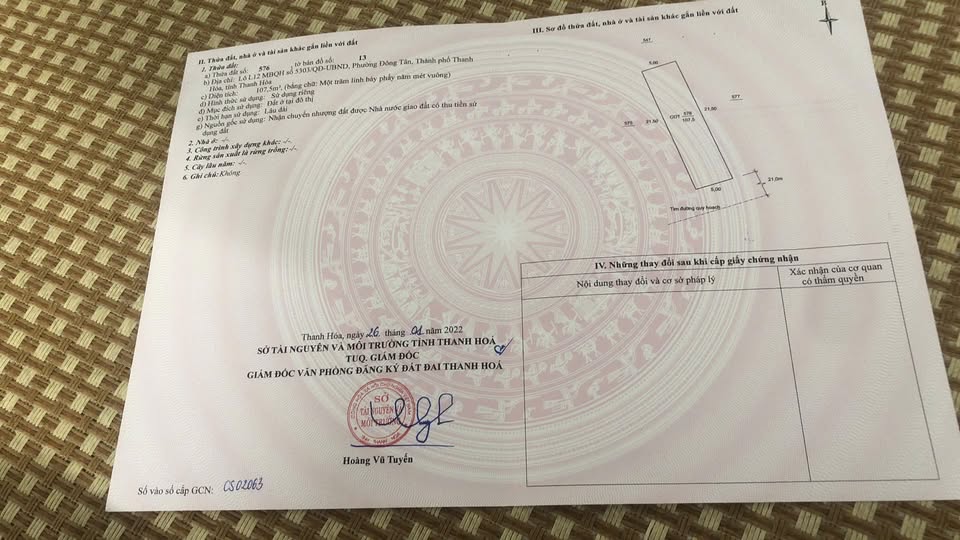 II. Thửa đất, nhà ở và tài sản khác gắn liền với đất
1. Thửa đất:
a) Thửa đất số: 576 , tờ bản đồ số: 13
b) Địa chỉ: Lô L12 MBQH số 5303/QĐ-UBND, Phường Đông Tân, Thành phố Thanh
Hóa, tỉnh Thanh Hóa
c) Diện tích: 107,5m², (bằng chữ: Một trăm linh bảy phẩy năm mét vuông)
d) Hình thức sử dụng: Sử dụng riêng
đ) Mục đích sử dụng: Đất ở tại đô thị
e) Thời hạn sử dụng: Lâu dài
g) Nguồn gốc sử dụng: Nhận chuyển nhượng đất được Nhà nước giao đất có thu tiền sử
dụng đất
2. Nhà ở: -/-
3. Công trình xây dựng khác: -/-
4. Rừng sản xuất là rừng trồng: -/-
5. Cây lâu năm: -/-
6. Ghi chú: Không.
Thanh Hóa, ngày 26 tháng 01 năm 2022
SỞ TÀI NGUYÊN VÀ MÔI TRƯỜNG TỈNH THANH HOÁ
TUQ. GIÁM ĐỐC
GIÁM ĐỐC VĂN PHÒNG ĐĂNG KÝ ĐẤT ĐAI THANH HOÁ
SỞ
TÀI NGUYÊN
MÔI TRƯỜNG
Hoàng Vũ Tuyến
Số vào sổ cấp GCN: CS02063
III. Sơ đồ thửa đất, nhà ở và tài sản khác gắn liền với đất
B
5,00
577
575
21,50
ODT 576
107,5
21,50
5,00
21,0m
Tim đường quy hoạch
IV. Những thay đổi sau khi cấp giấy chứng nhận
Nội dung thay đổi và cơ sở pháp lý
Xác nhận của cơ quan
có thẩm quyền